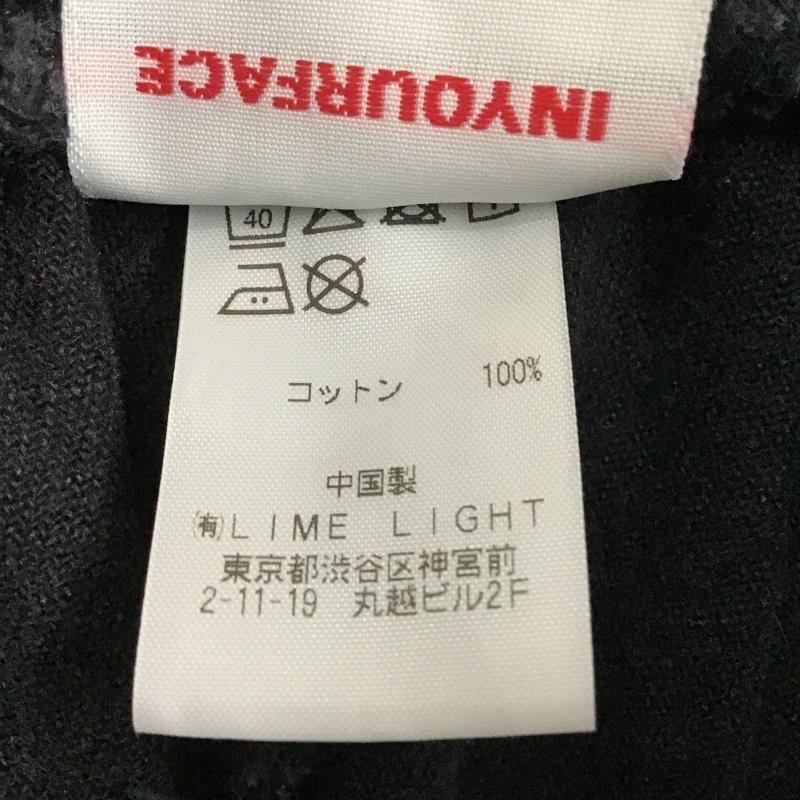 INYOURFACE
40
コットン 100%
中国製
㈲LIME LIGHT
東京都渋谷区神宮前
2-11-19 丸越ビル2F